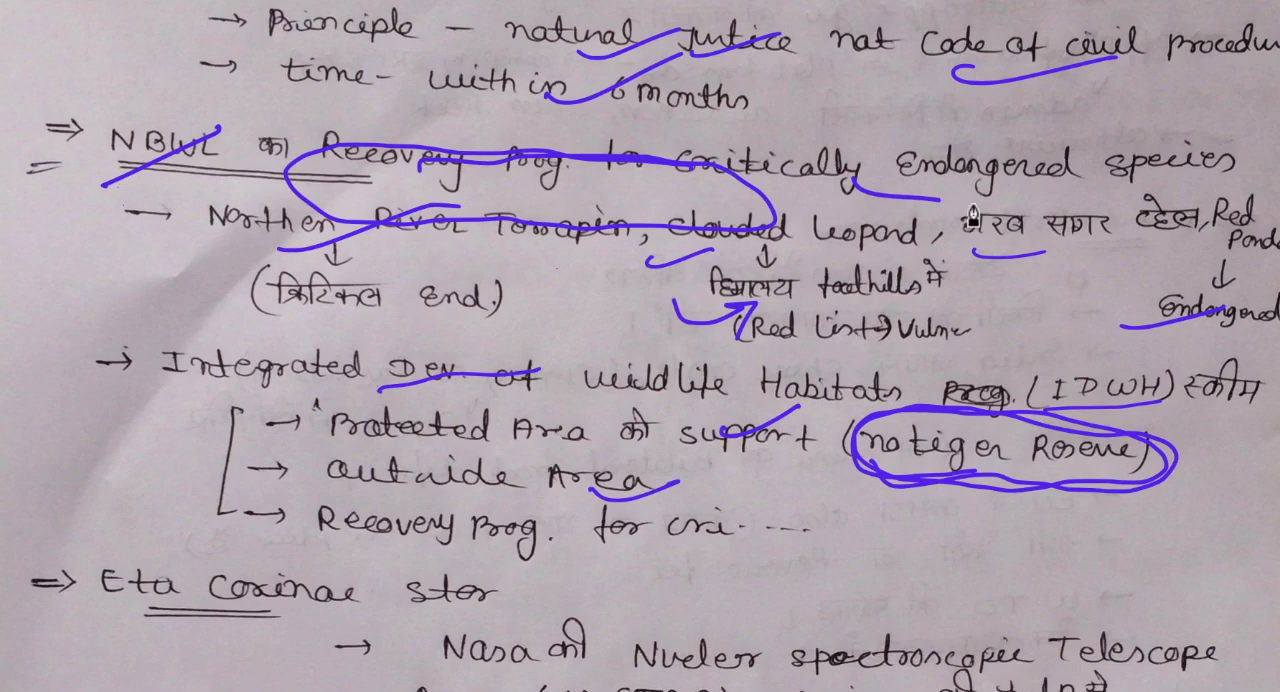 → Principle – natural Justice not Code of civil procedur
→ time - within 6 months
⇒ NBWL का Recovery Prog. for critically Endangered species
→ Northen River Terrapin, clouded leopard, अरब सागर व्हेल, Red Panda
(क्रिटिकल End.) हिमालय foothills में Endangered
(Red List → Vulne
→ Integrated Dev. of wildlife Habitats Prog. (IDWH) स्कीम
→ Protected Area को support (no tiger Reserve)
→ outside Area
→ Recovery Prog. for cri.....
⇒ Eta Carinae star
→ Nasa की Nucler spectroscopic Telescope